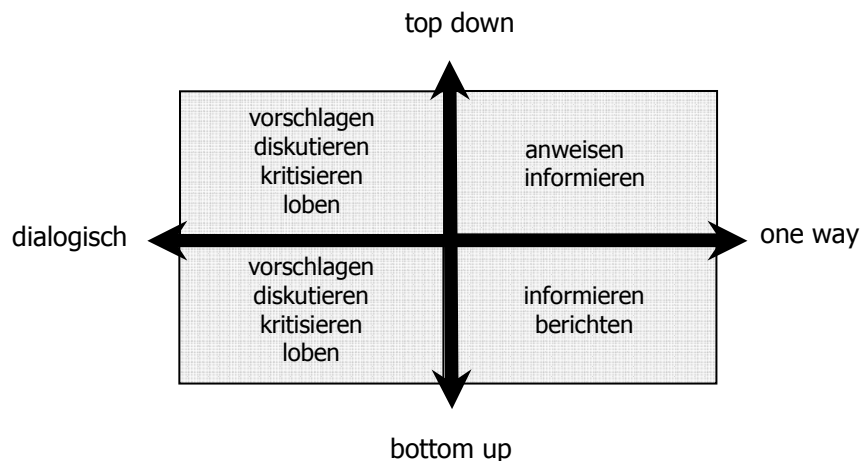 top down
vorschlagen
diskutieren
kritisieren
loben
anweisen
informieren
dialogisch
one way
vorschlagen
diskutieren
kritisieren
loben
informieren
berichten
bottom up